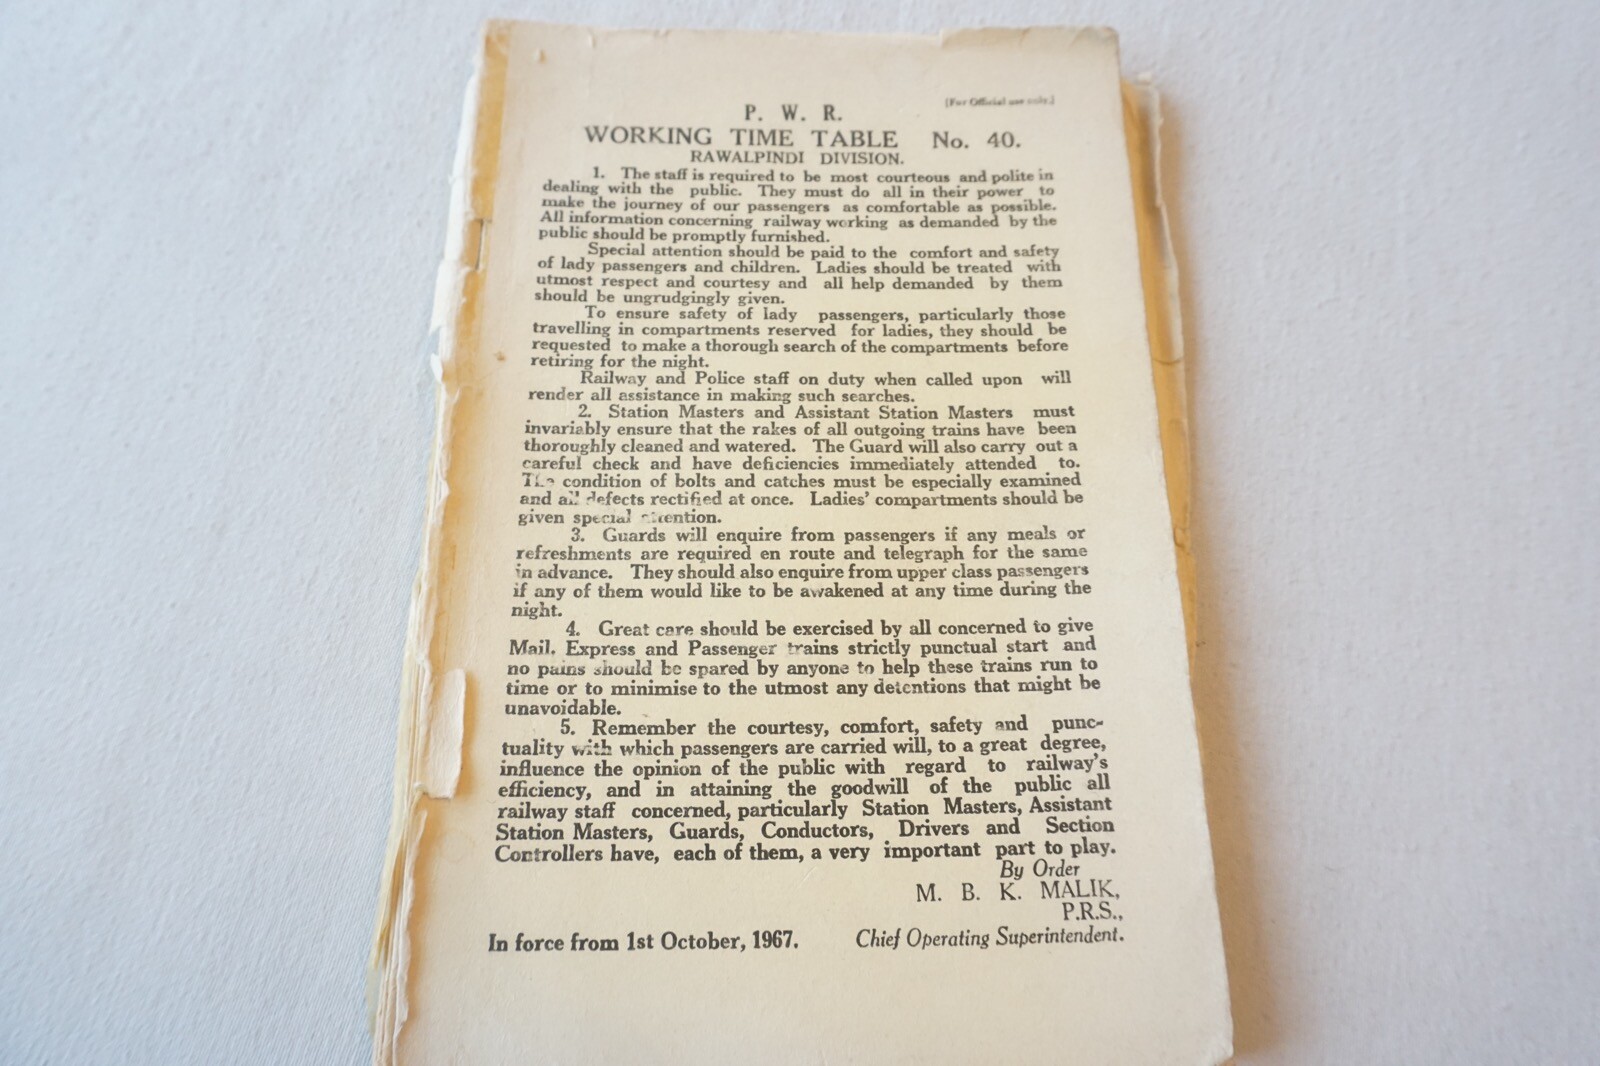 [For Official use only.]
P. W. R.
WORKING TIME TABLE No. 40.
RAWALPINDI DIVISION.
1. The staff is required to be most courteous and polite in
dealing with the public. They must do all in their power to
make the journey of our passengers as comfortable as possible.
All information concerning railway working as demanded by the
public should be promptly furnished.
Special attention should be paid to the comfort and safety
of lady passengers and children. Ladies should be treated with
utmost respect and courtesy and all help demanded by them
should be ungrudgingly given.
To ensure safety of lady passengers, particularly those
travelling in compartments reserved for ladies, they should be
requested to make a thorough search of the compartments before
retiring for the night.
Railway and Police staff on duty when called upon will
render all assistance in making such searches.
2. Station Masters and Assistant Station Masters must
invariably ensure that the rakes of all outgoing trains have been
thoroughly cleaned and watered. The Guard will also carry out a
careful check and have deficiencies immediately attended to.
The condition of bolts and catches must be especially examined
and all defects rectified at once. Ladies' compartments should be
given special attention.
3. Guards will enquire from passengers if any meals or
refreshments are required en route and telegraph for the same
in advance. They should also enquire from upper class passengers
if any of them would like to be awakened at any time during the
night.
4. Great care should be exercised by all concerned to give
Mail. Express and Passenger trains strictly punctual start and
no pains should be spared by anyone to help these trains run to
time or to minimise to the utmost any detentions that might be
unavoidable.
5. Remember the courtesy, comfort, safety and punc-
tuality with which passengers are carried will, to a great degree,
influence the opinion of the public with regard to railway's
efficiency, and in attaining the goodwill of the public all
railway staff concerned, particularly Station Masters, Assistant
Station Masters, Guards, Conductors, Drivers and Section
Controllers have, each of them, a very important part to play.
By Order
M. B. K. MALIK,
P.R.S.,
In force from 1st October, 1967. Chief Operating Superintendent.